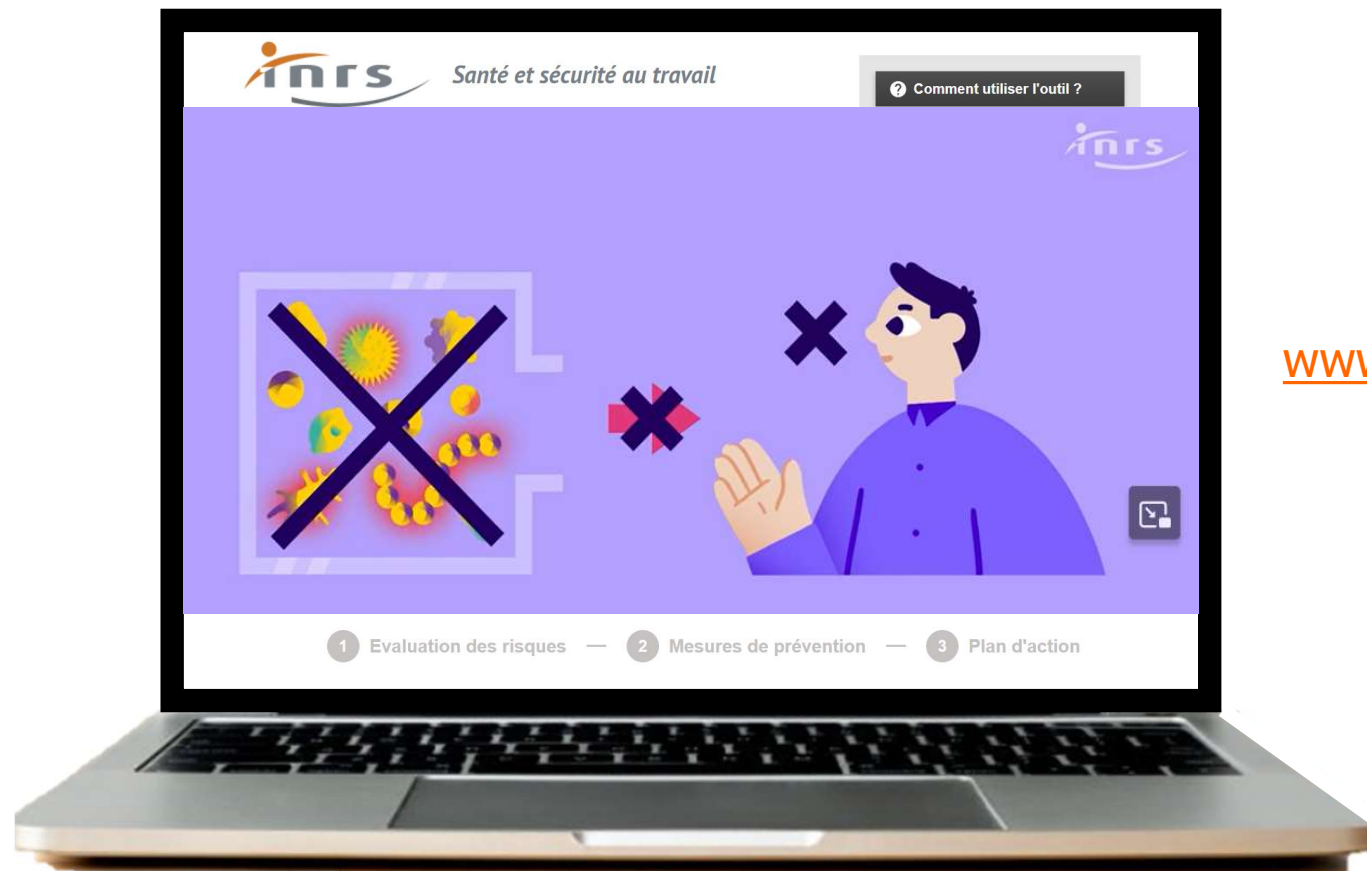 inrs
Santé et sécurité au travail
? Comment utiliser l'outil ?
inrs
1 Evaluation des risques — 2 Mesures de prévention — 3 Plan d'action